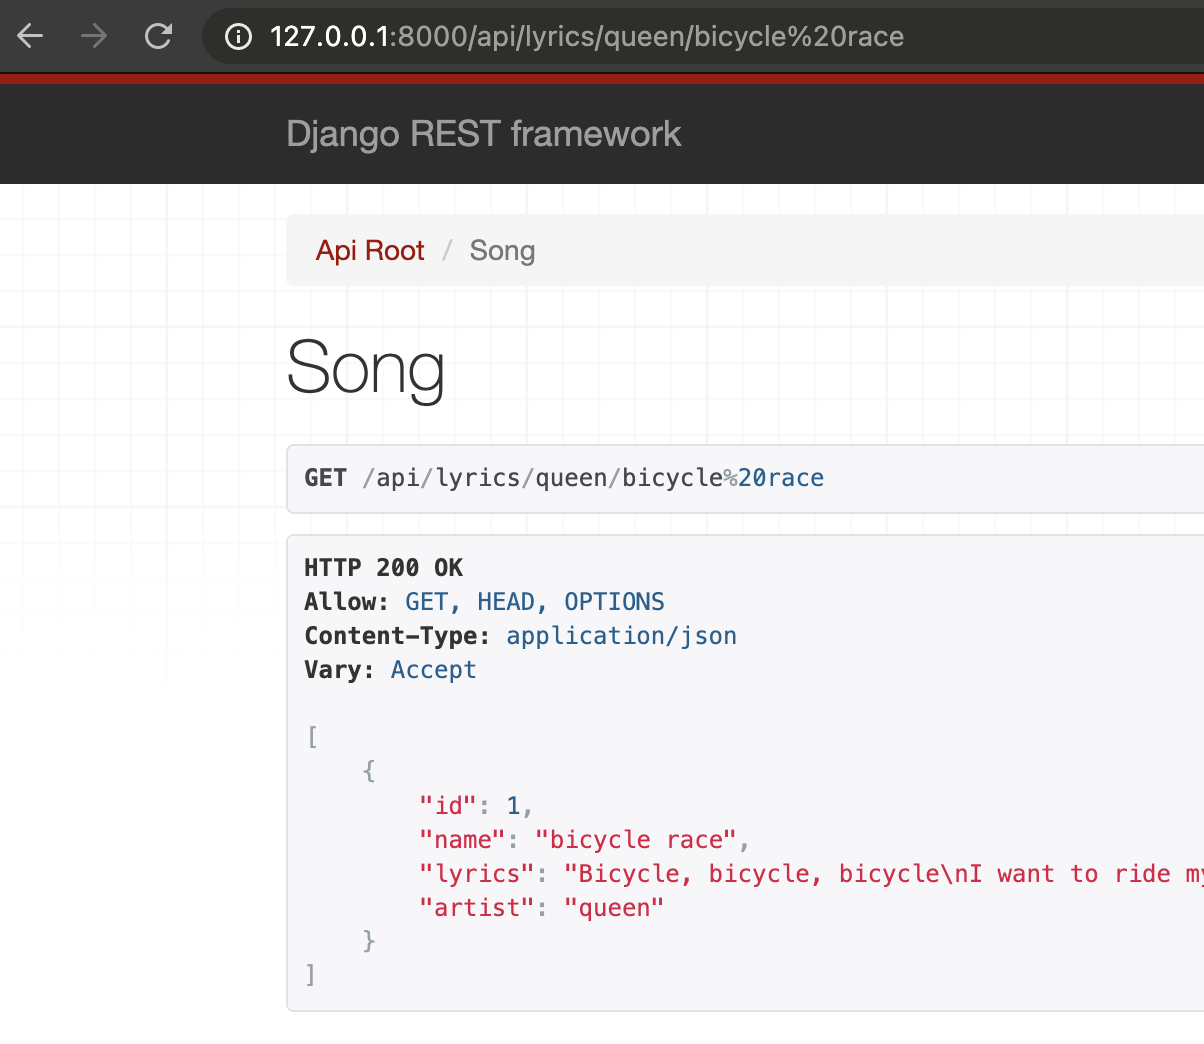 127.0.0.1:8000/api/lyrics/queen/bicycle%20race
Django REST framework
Api Root / Song
Song
GET /api/lyrics/queen/bicycle%20race
HTTP 200 OK
Allow: GET, HEAD, OPTIONS
Content-Type: application/json
Vary: Accept
[
{
"id": 1,
"name": "bicycle race",
"lyrics": "Bicycle, bicycle, bicycle\nI want to ride my
"artist": "queen"
}
]